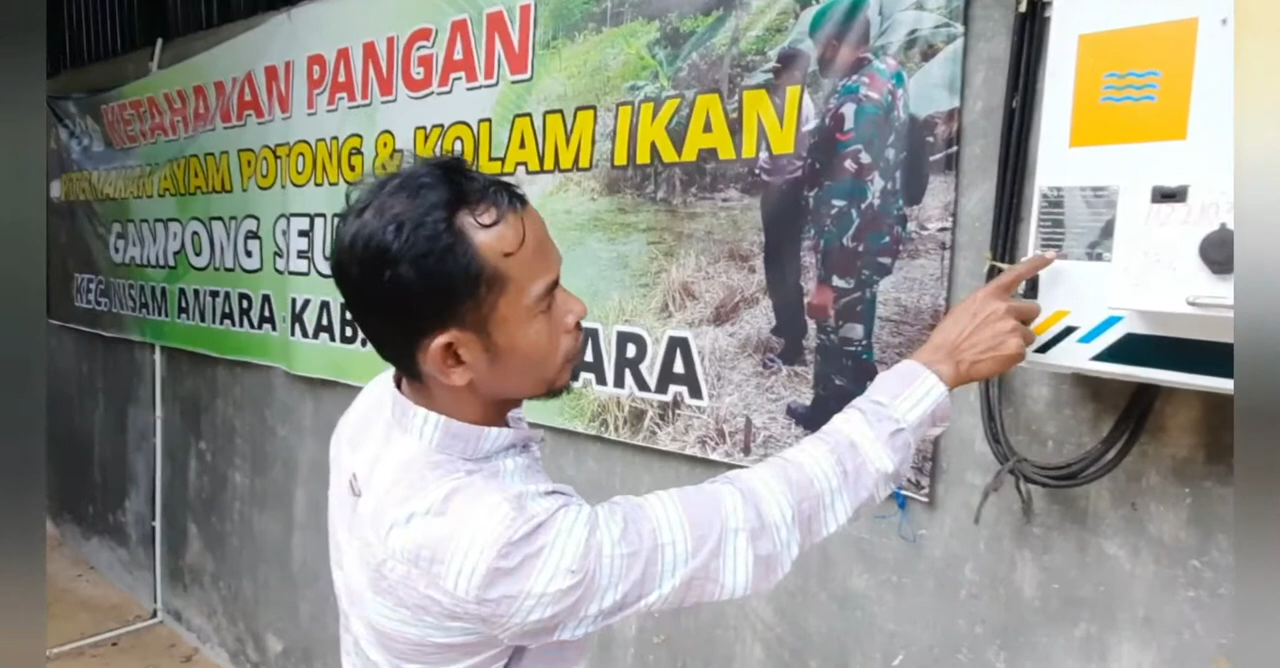 KETAHANAN PANGAN
PETERNAKAN AYAM POTONG & KOLAM IKAN
GAMPONG SEU
KEC. NISAM ANTARA KAB. ARA